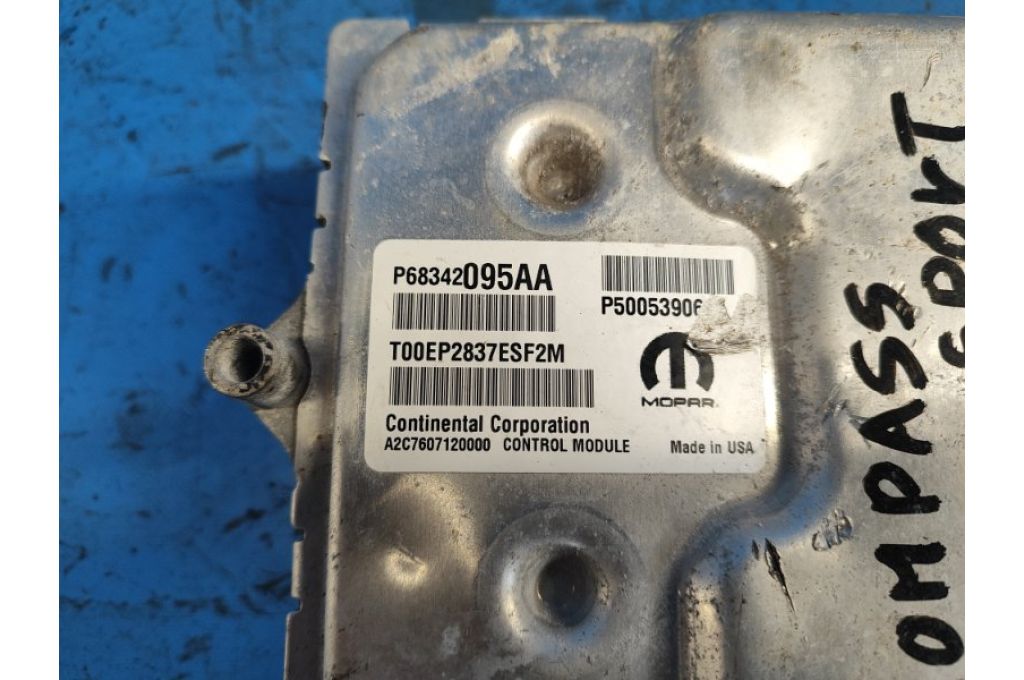 P68342095AA
P50053906
T00EP2837ESF2M
MOPAR
Continental Corporation
A2C7607120000 CONTROL MODULE
Made in USA
OMPASS
SPORT